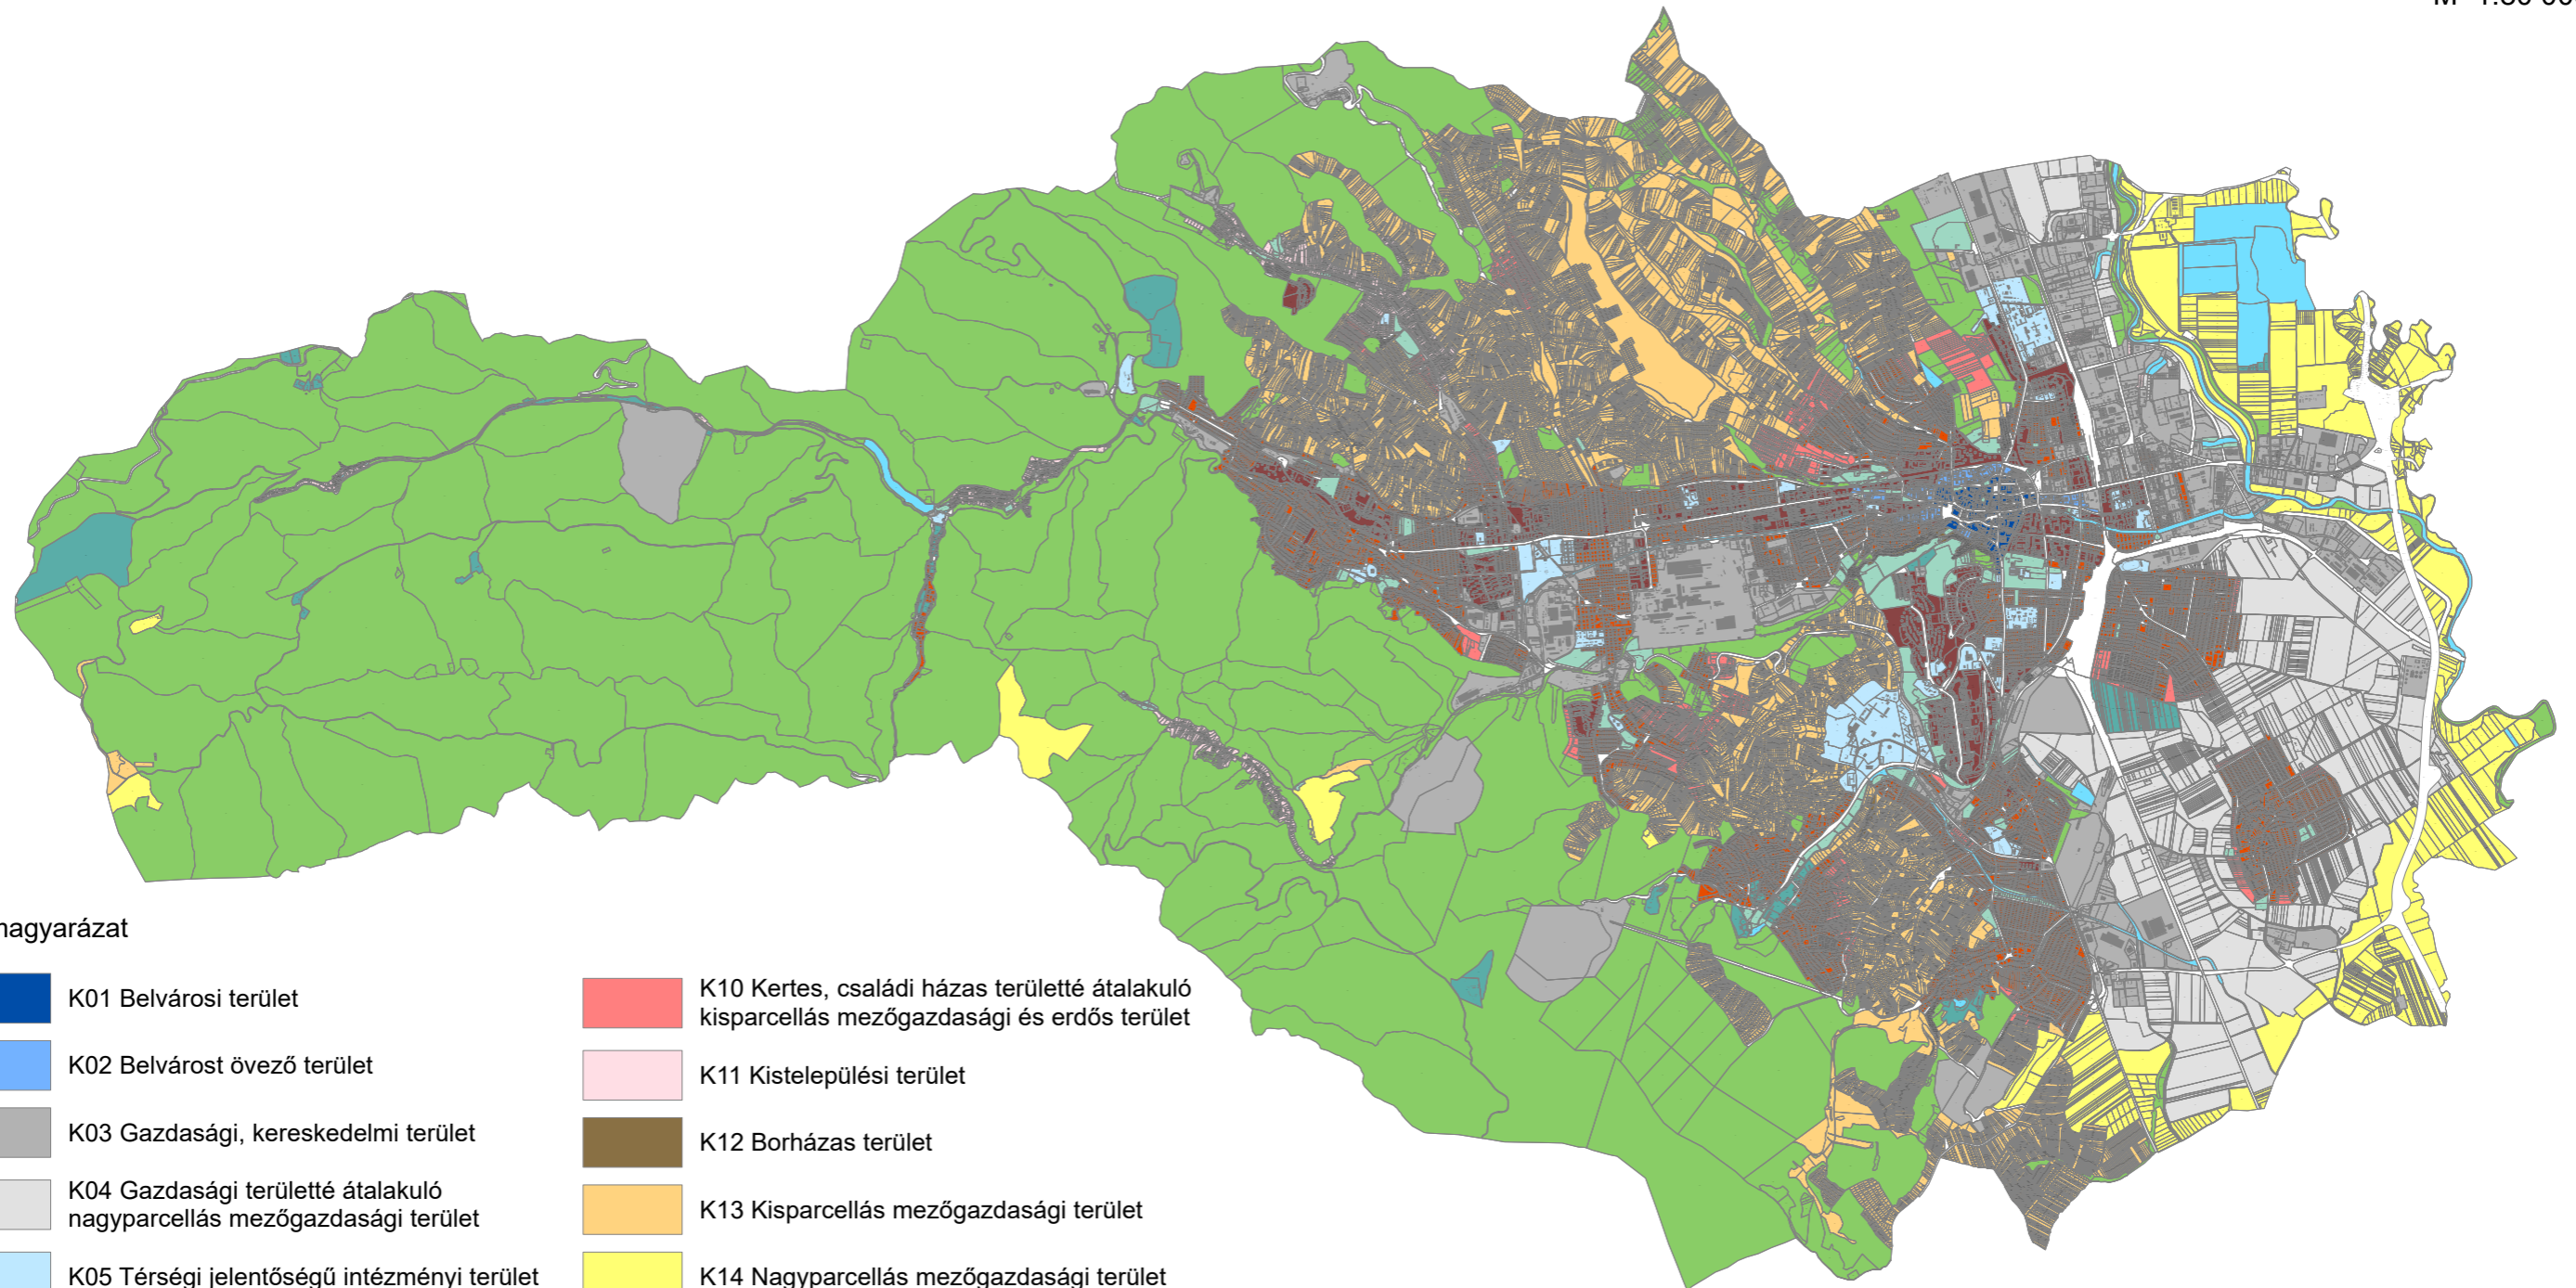 magyarázat
K01 Belvárosi terület
K02 Belvárost övező terület
K03 Gazdasági, kereskedelmi terület
K04 Gazdasági területté átalakuló
nagyparcellás mezőgazdasági terület
K05 Térségi jelentőségű intézményi terület
K10 Kertes, családi házas területté átalakuló
kisparcellás mezőgazdasági és erdős terület
K11 Kistelepülési terület
K12 Borházas terület
K13 Kisparcellás mezőgazdasági terület
K14 Nagyparcellás mezőgazdasági terület